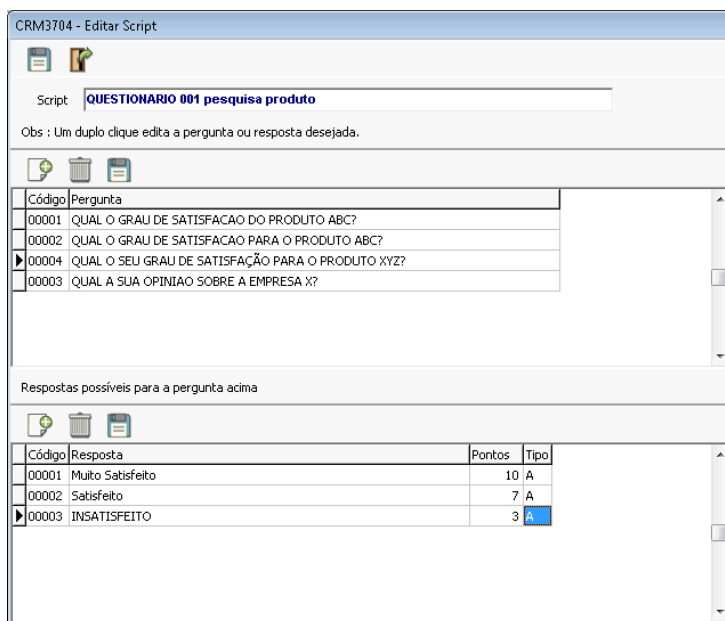 CRM3704 - Editar Script
Script QUESTIONARIO 001 pesquisa produto
Obs : Um duplo clique edita a pergunta ou resposta desejada.
Código Pergunta
00001 QUAL O GRAU DE SATISFACAO DO PRODUTO ABC?
00002 QUAL O GRAU DE SATISFACAO PARA O PRODUTO ABC?
00004 QUAL O SEU GRAU DE SATISFAÇÃO PARA O PRODUTO XYZ?
00003 QUAL A SUA OPINIAO SOBRE A EMPRESA X?
Respostas possíveis para a pergunta acima
Código Resposta Pontos Tipo
00001 Muito Satisfeito 10 A
00002 Satisfeito 7 A
00003 INSATISFEITO 3 A